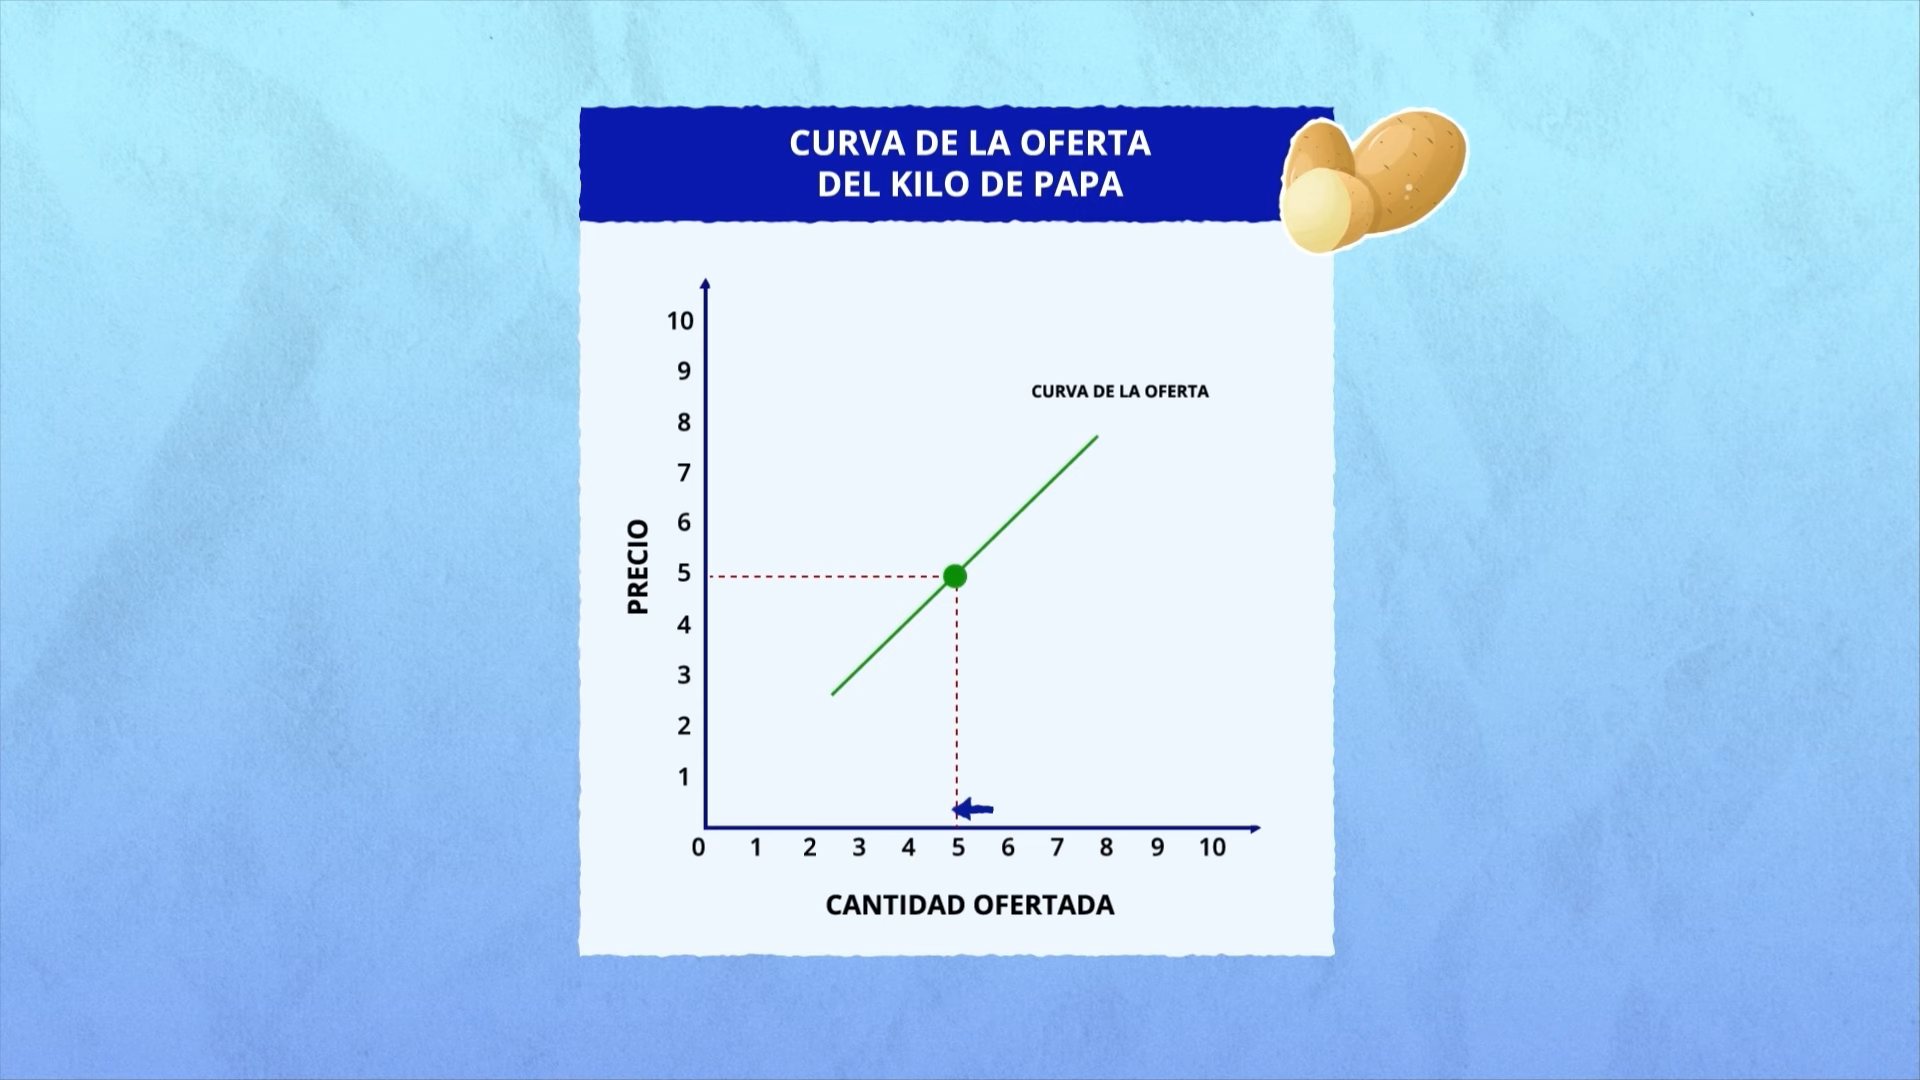 CURVA DE LA OFERTA
DEL KILO DE PAPA
10
9
CURVA DE LA OFERTA
8
7
6
PRECIO
5
4
3
2
1
0 1 2 3 4 5 6 7 8 9 10
CANTIDAD OFERTADA